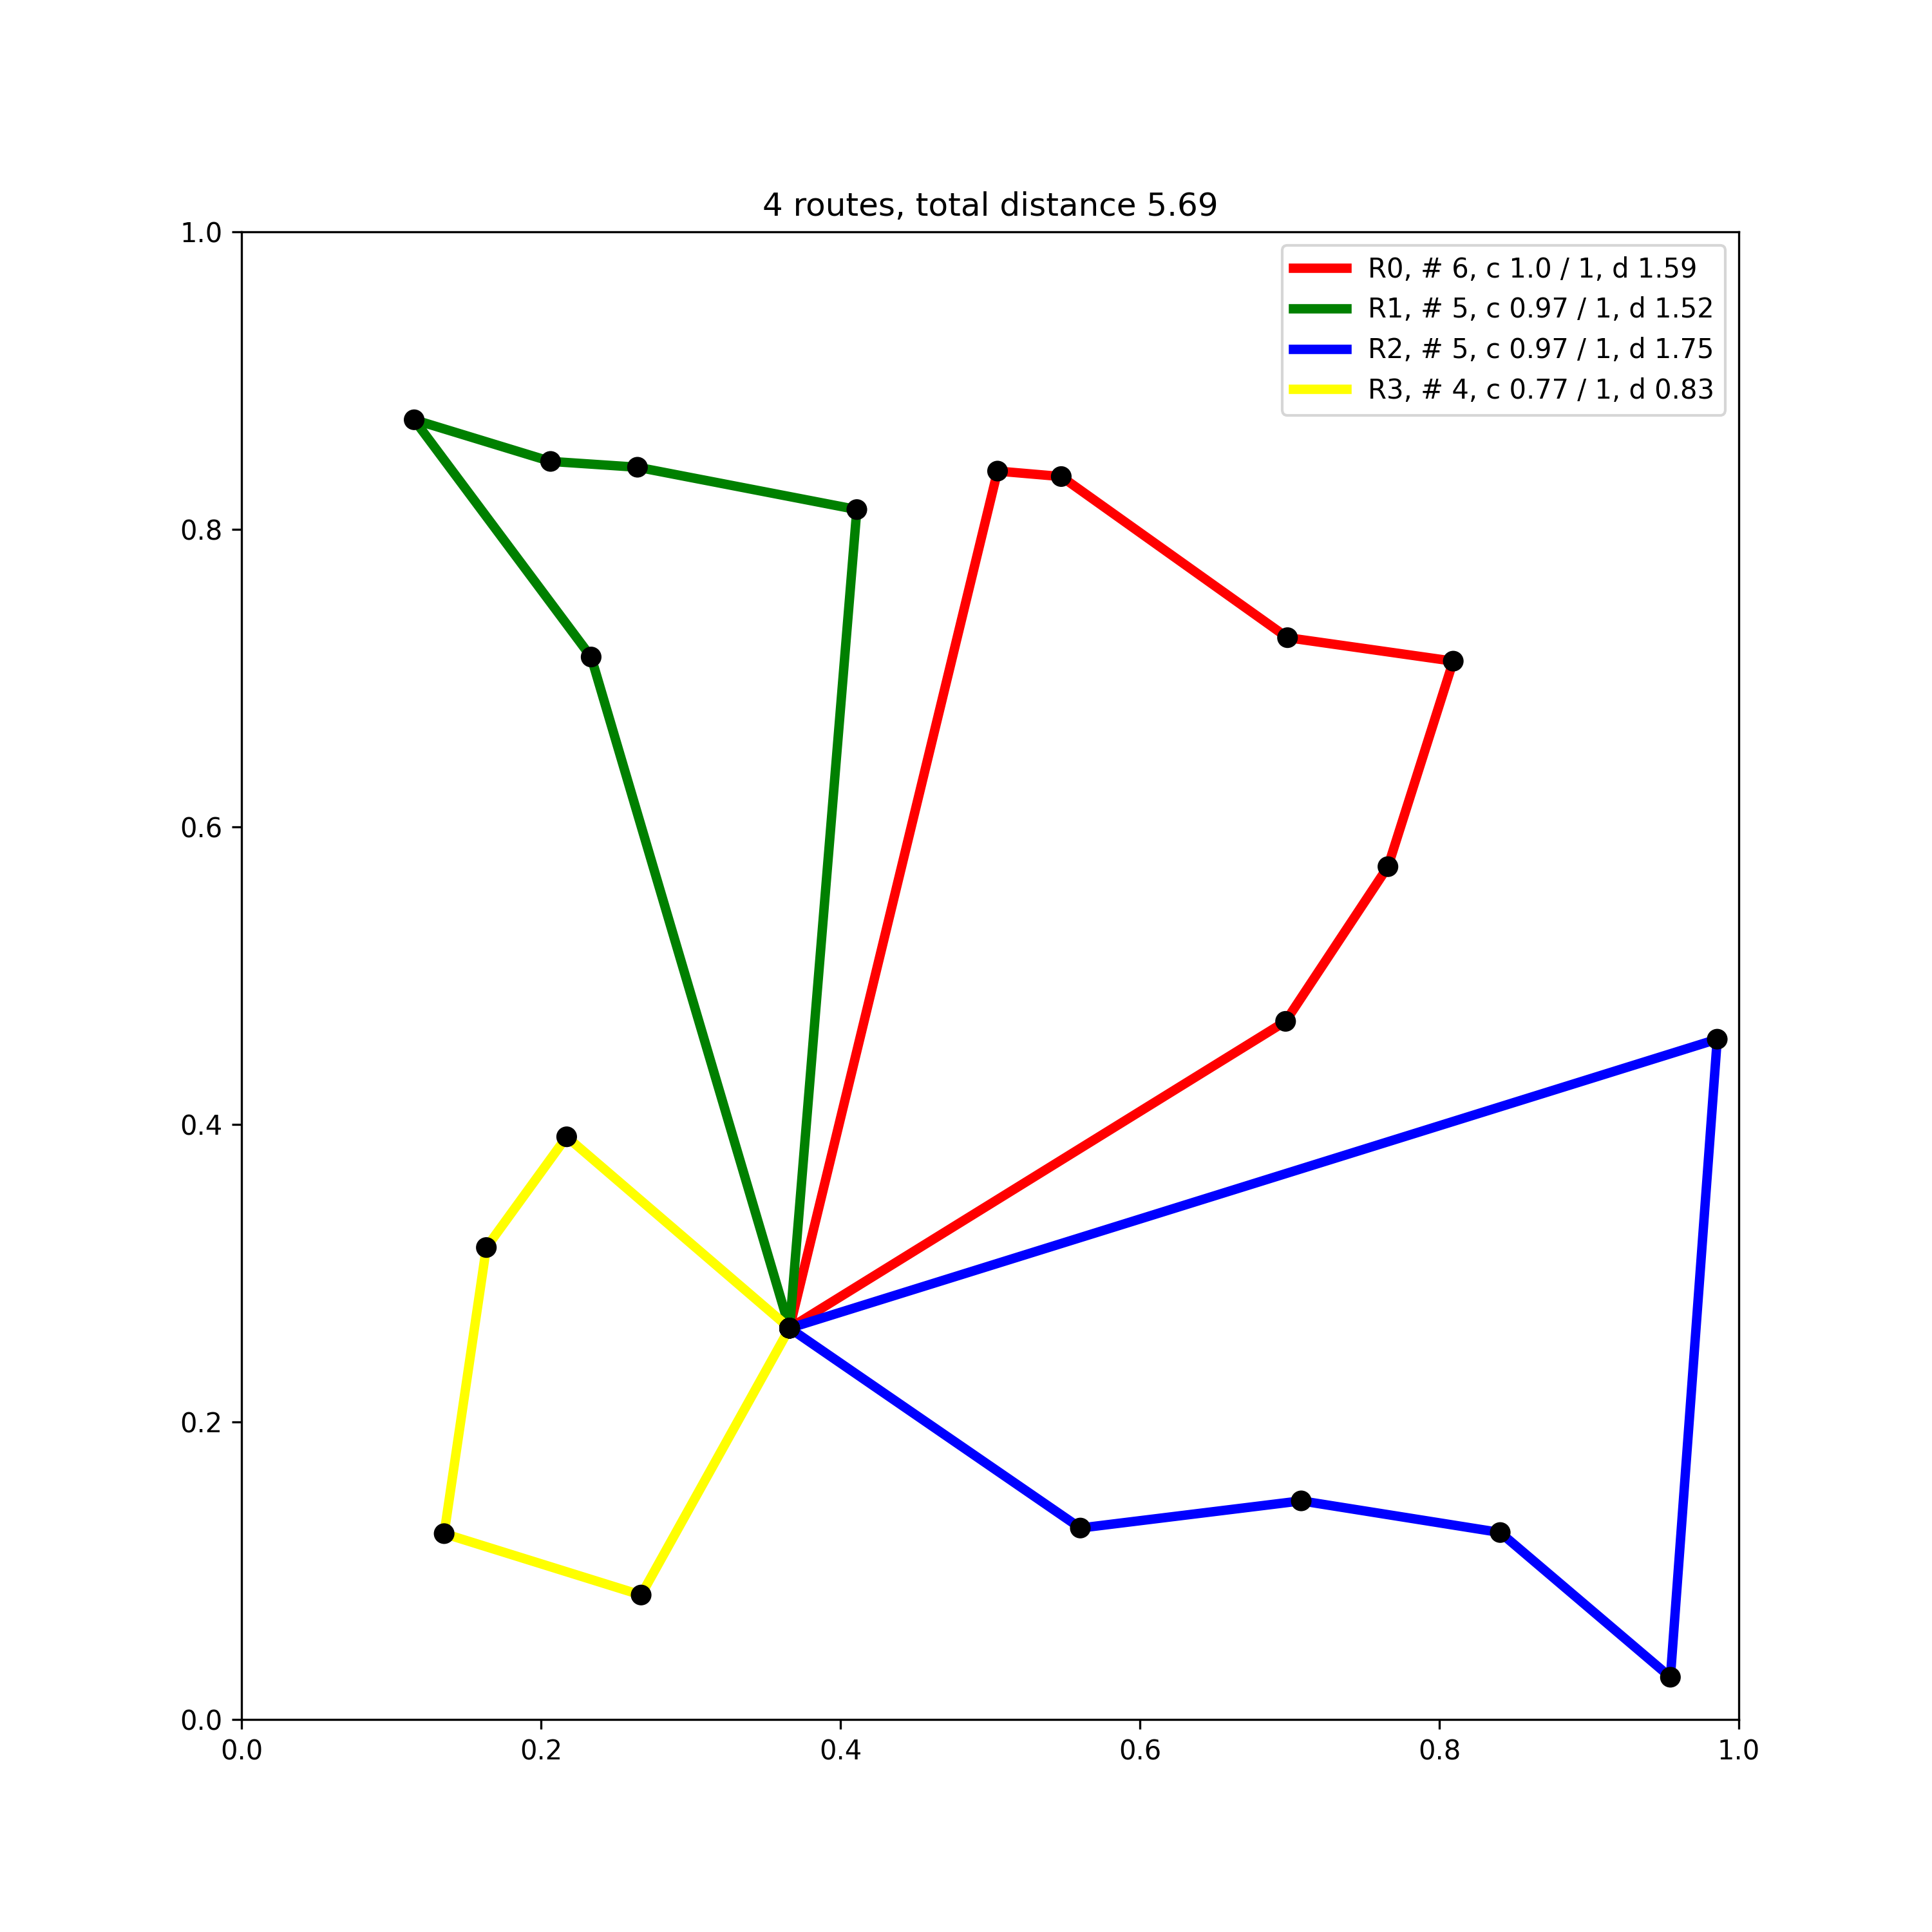 4 routes, total distance 5.69
R0, # 6, c 1.0 / 1, d 1.59
R1, # 5, c 0.97 / 1, d 1.52
R2, # 5, c 0.97 / 1, d 1.75
R3, # 4, c 0.77 / 1, d 0.83
1.0
0.8
0.6
0.4
0.2
0.0
0.0 0.2 0.4 0.6 0.8 1.0